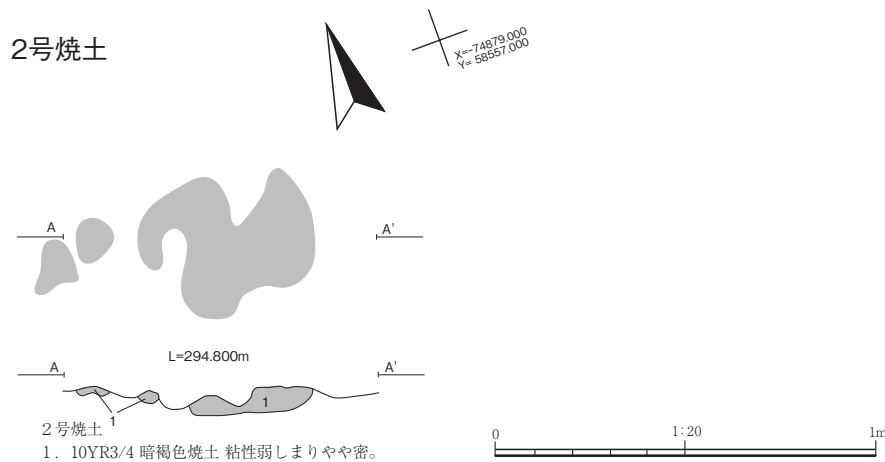 2号焼土
X=-74879.000
Y= 58557.000
A A'
L=294.800m
A A'
1
1
2号焼土
1. 10YR3/4 暗褐色焼土 粘性弱しまりやや密。
0 1:20 1m